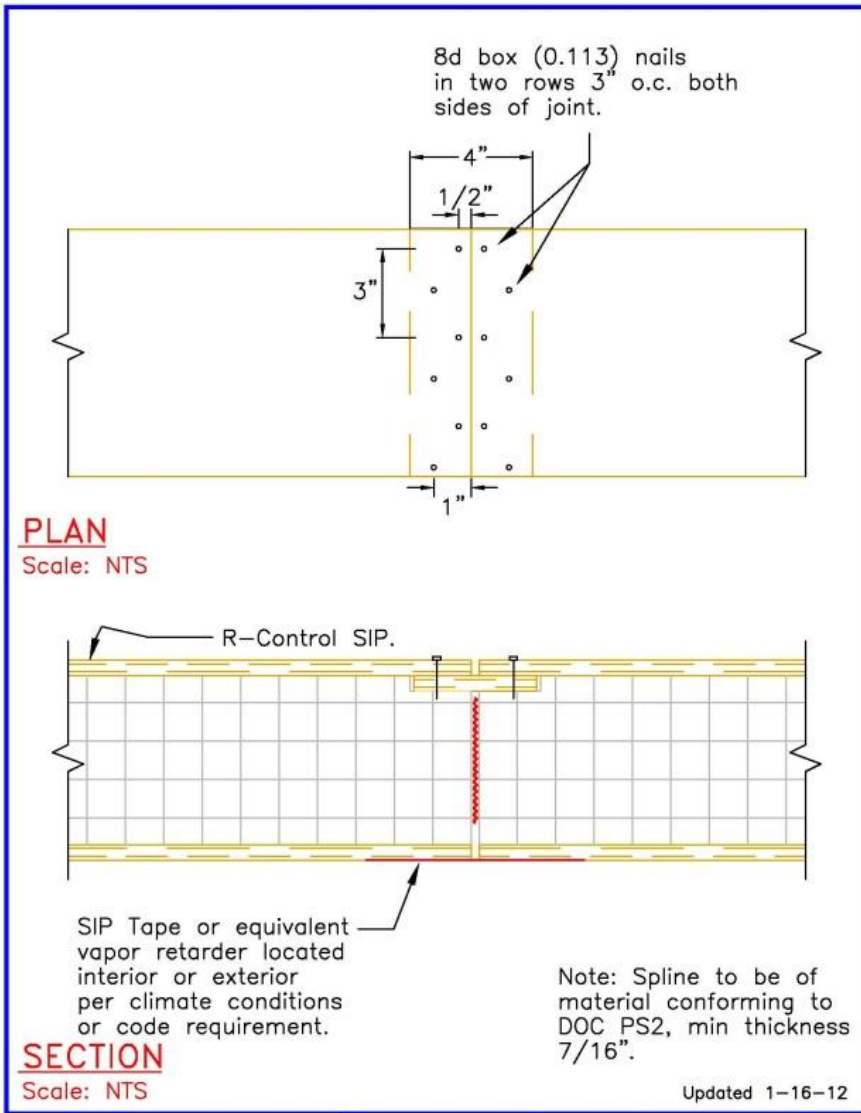 8d box (0.113) nails
in two rows 3" o.c. both
sides of joint.
4"
1/2"
3"
1"
PLAN
Scale: NTS
R-Control SIP.
SIP Tape or equivalent
vapor retarder located
interior or exterior
per climate conditions
or code requirement.
Note: Spline to be of
material conforming to
DOC PS2, min thickness
7/16".
SECTION
Scale: NTS
Updated 1-16-12